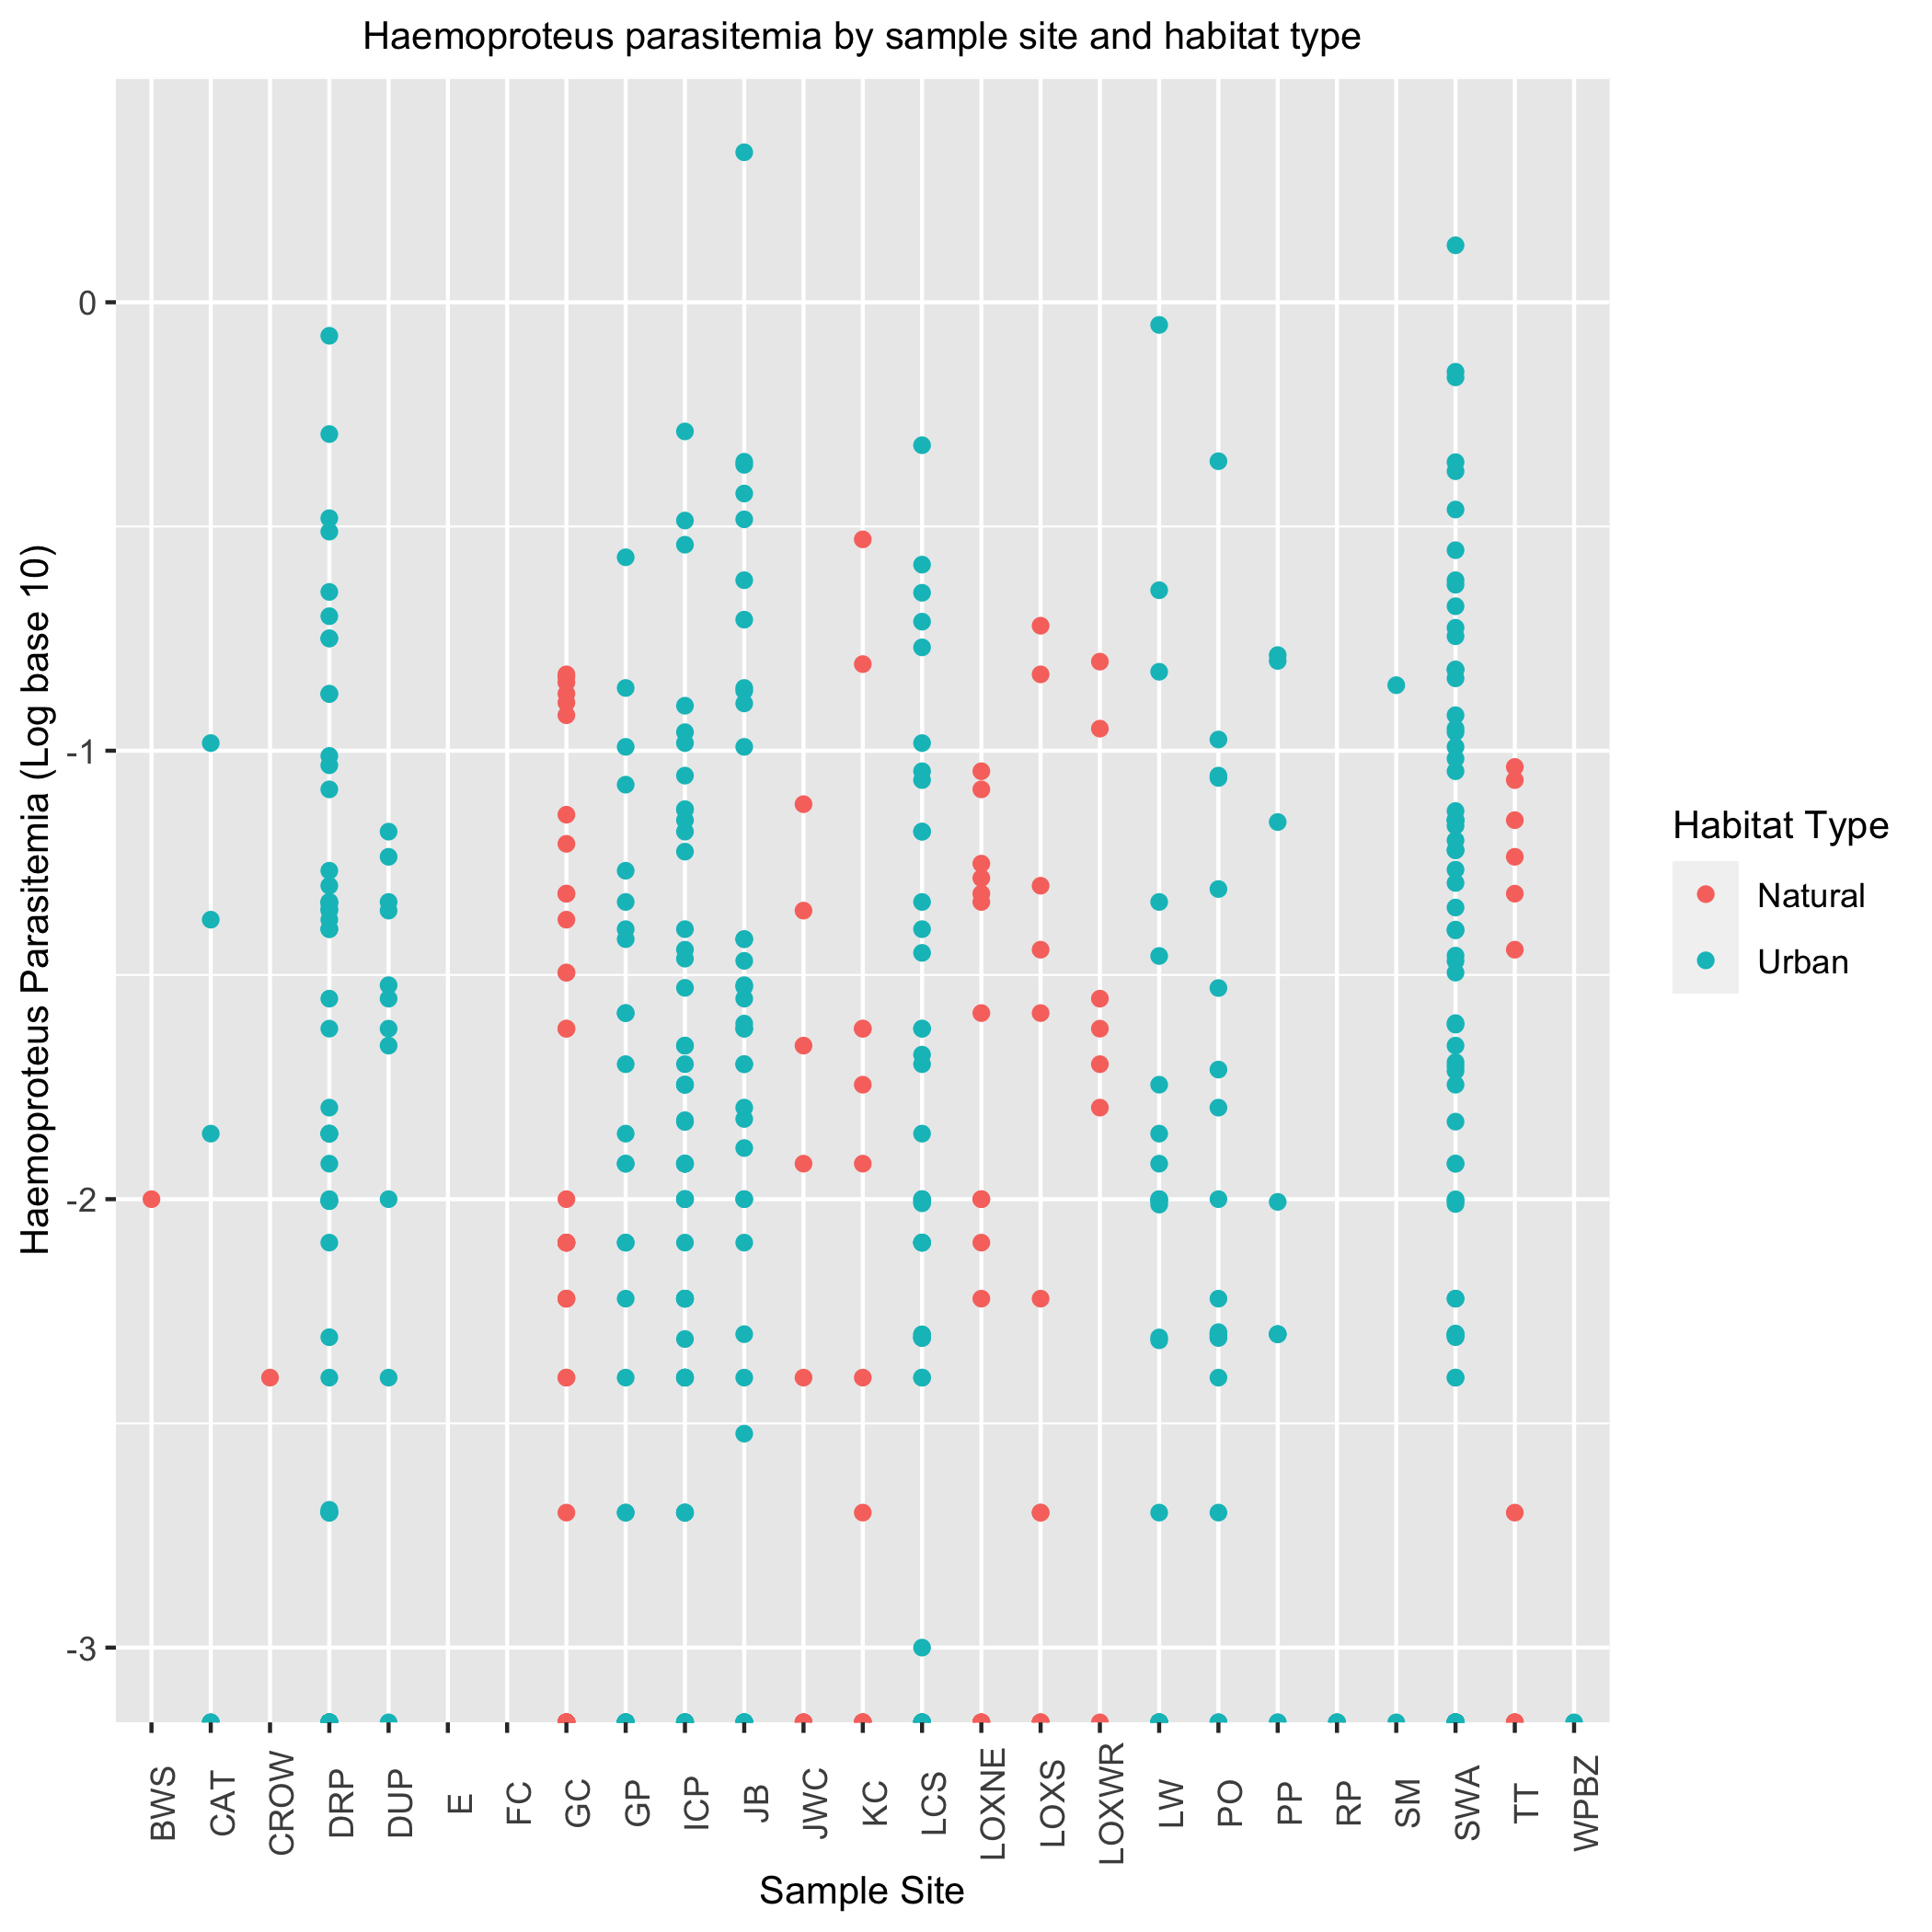 Haemoproteus parasitemia by sample site and habitat type
Haemoproteus Parasitemia (Log base 10)
0
-1
-2
-3
BWS
CAT
CROW
DRP
DUP
E
FC
GC
GP
ICP
JB
JWC
KC
LCS
LOXNE
LOXS
LOXWR
LW
PO
PP
RP
SM
SWA
TT
WPBZ
Sample Site
Habitat Type
Natural
Urban